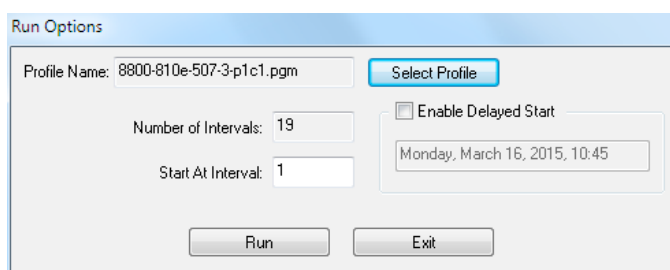 Run Options
Profile Name: 8800-810e-507-3-p1c1.pgm Select Profile
Number of Intervals: 19
Enable Delayed Start
Monday, March 16, 2015, 10:45
Start At Interval: 1
Run Exit